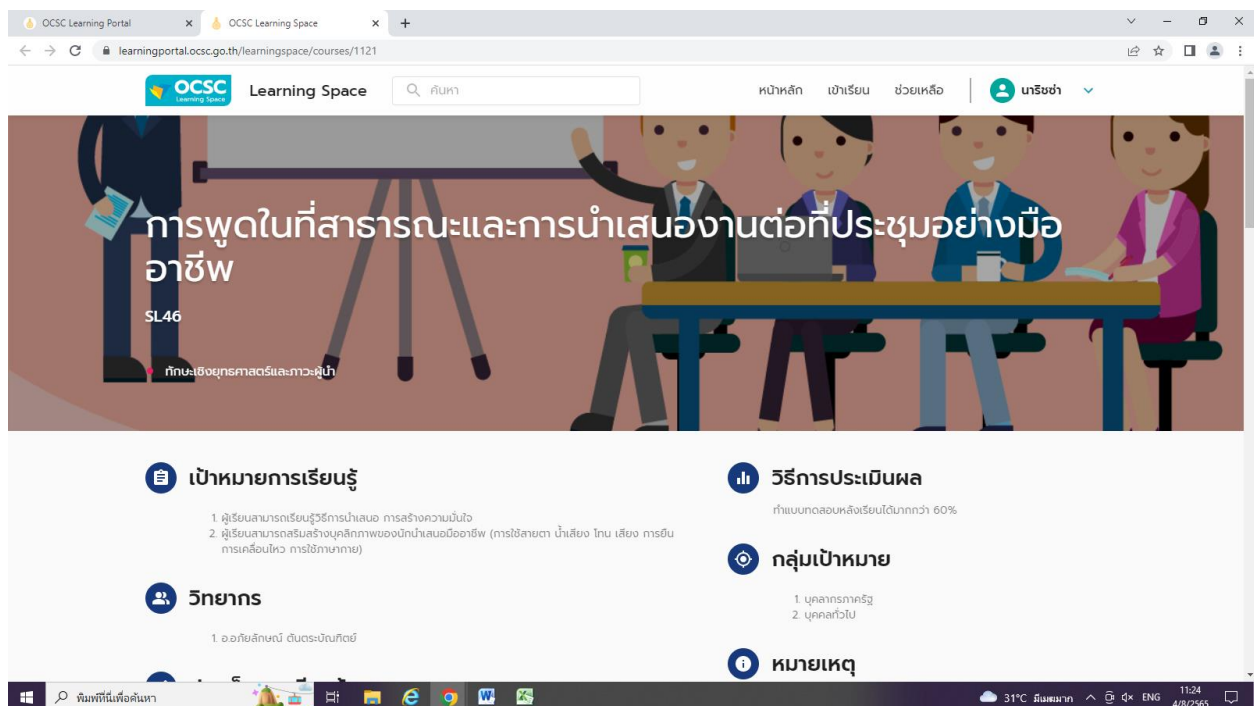 OCSC Learning Portal
OCSC Learning Space
learningportal.ocsc.go.th/learningspace/courses/1121
OCSC
Learning Space
Learning Space
ค้นหา
หน้าหลัก เข้าเรียน ช่วยเหลือ
นาริซซ่า
การพูดในที่สาธารณะและการนำเสนองานต่อที่ประชุมอย่างมือ
อาชีพ
SL46
ทักษะเชิงยุทธศาสตร์และภาวะผู้นำ
เป้าหมายการเรียนรู้
1. ผู้เรียนสามารถเรียนรู้วิธีการนำเสนอ การสร้างความมั่นใจ
2. ผู้เรียนสามารถสริมสร้างบุคลิกภาพของนักนำเสนอมืออาชีพ (การใช้สายตา น้ำเสียง โทน เสียง การยืน
การเคลื่อนไหว การใช้ภาษากาย)
วิทยากร
1. อ.อภัยลักษณ์ ตันตระบัณฑิตย์
วิธีการประเมินผล
ทำแบบทดสอบหลังเรียนได้มากกว่า 60%
กลุ่มเป้าหมาย
1. บุคลากรภาครัฐ
2. บุคคลทั่วไป
หมายเหตุ
พิมพ์ที่นี่เพื่อค้นหา
31°C มีเมฆมาก
ENG
11:24
4/8/2565